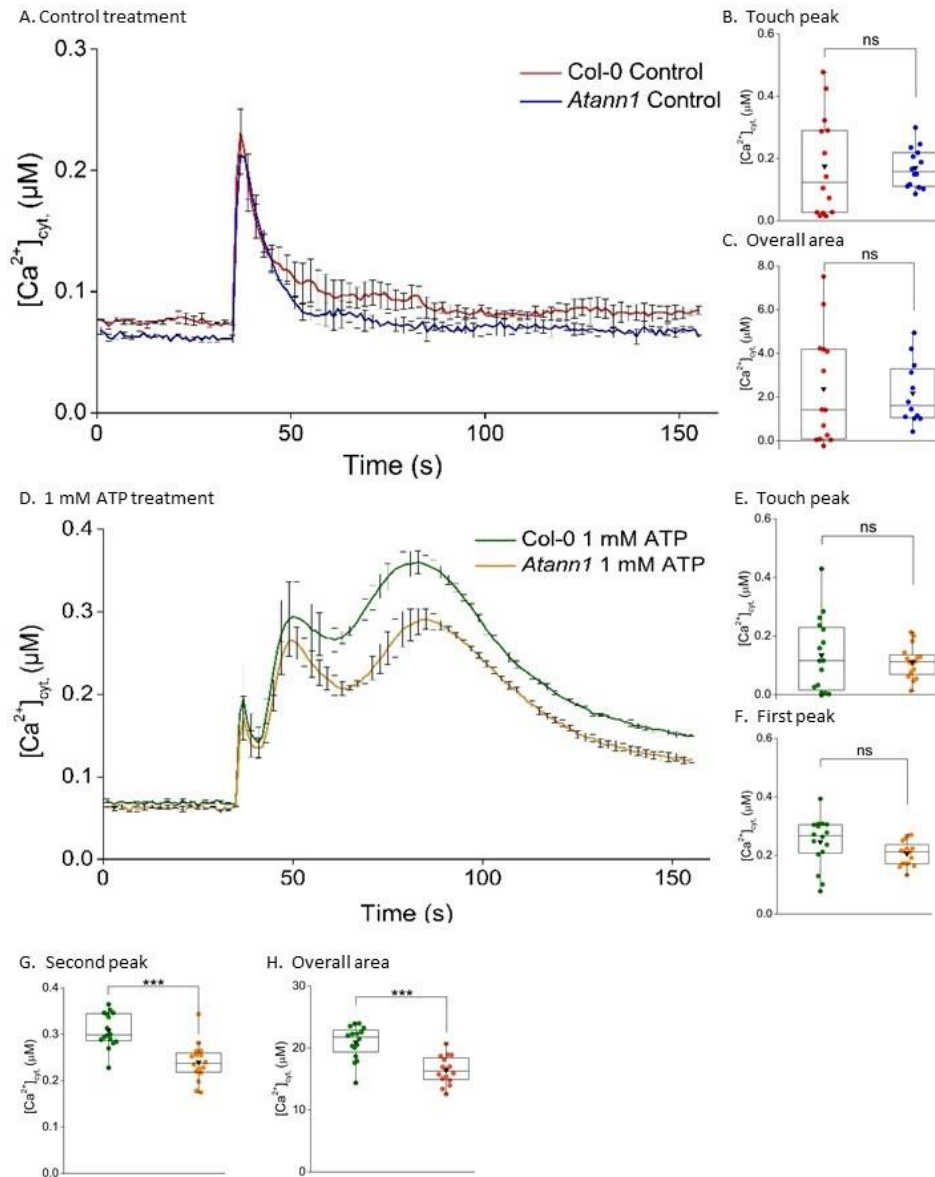 A. Control treatment
0.3
0.2
0.1
0.0
[Ca²⁺]cyt, (µM)
Col-0 Control
Atann1 Control
0
50
100
150
Time (s)
B. Touch peak
ns
0.6
0.4
0.2
0.0
[Ca²⁺]cyt, (µM)
C. Overall area
ns
8.0
6.0
4.0
2.0
0.0
[Ca²⁺]cyt, (µM)
D. 1 mM ATP treatment
0.4
0.3
0.2
0.1
0.0
[Ca²⁺]cyt, (µM)
Col-0 1 mM ATP
Atann1 1 mM ATP
0
50
100
150
Time (s)
E. Touch peak
ns
0.6
0.4
0.2
0.0
[Ca²⁺]cyt, (µM)
F. First peak
ns
0.6
0.4
0.2
0.0
[Ca²⁺]cyt, (µM)
G. Second peak
***
0.4
0.3
0.2
0.1
0.0
[Ca²⁺]cyt, (µM)
H. Overall area
***
30
20
10
0
[Ca²⁺]cyt, (µM)